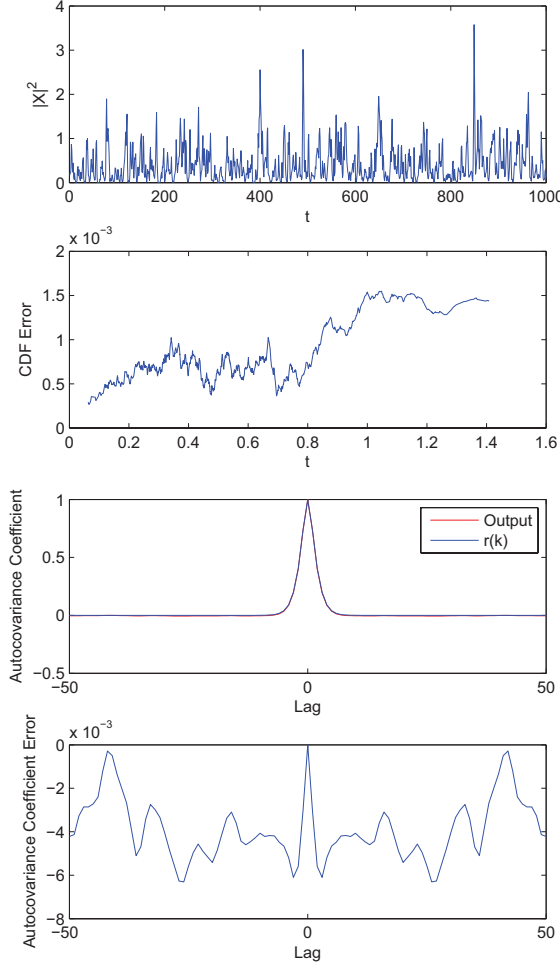 4
3
2
1
0
|X|²
0 200 400 600 800 1000
t
x 10⁻³
2
1.5
1
0.5
0
CDF Error
0 0.2 0.4 0.6 0.8 1 1.2 1.4 1.6
t
1
0.5
0
−0.5
Autocovariance Coefficient
Output
r(k)
−50 0 50
Lag
x 10⁻³
0
−2
−4
−6
−8
Autocovariance Coefficient Error
−50 0 50
Lag